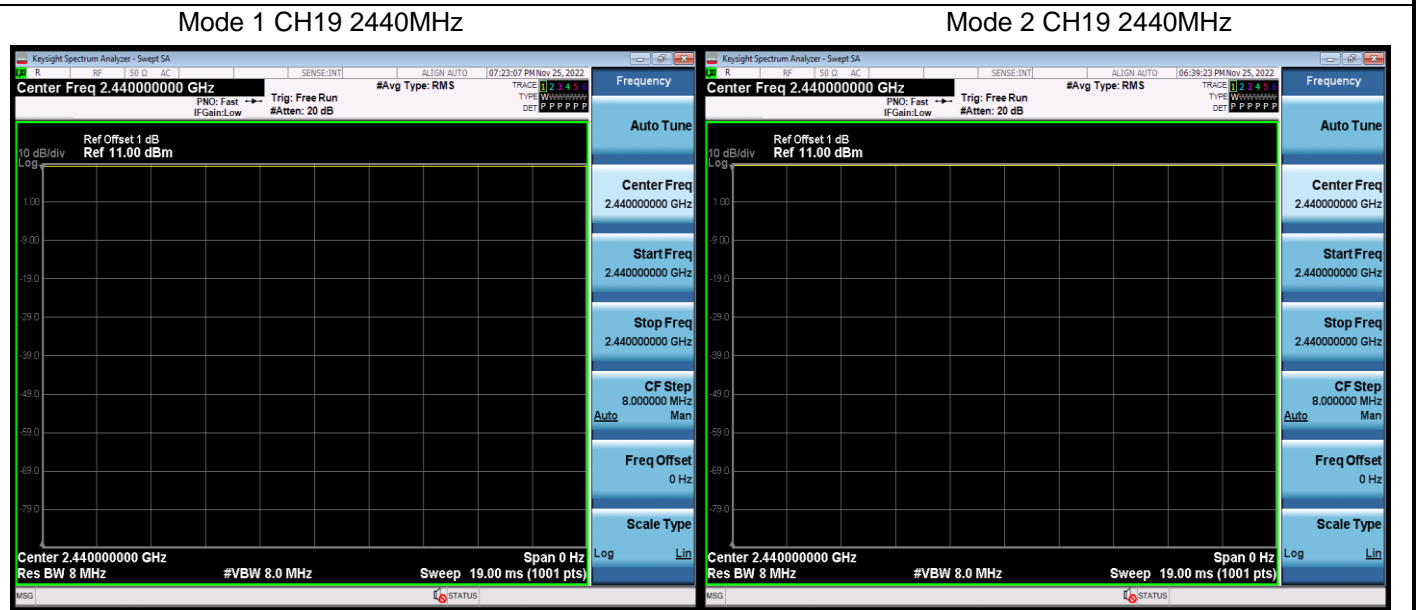 Mode 1 CH19 2440MHz
Mode 2 CH19 2440MHz
Keysight Spectrum Analyzer - Swept SA
LXI R RF 50 Ω AC SENSE:INT ALIGN AUTO 07:23:07 PM Nov 25, 2022
Center Freq 2.440000000 GHz
#Avg Type: RMS
TRACE 1 2 3 4 5 6
PNO: Fast Trig: Free Run
TYPE WWWWWW
IFGain:Low #Atten: 20 dB
DET P P P P P P
Ref Offset 1 dB
10 dB/div Ref 11.00 dBm
Log
1.00
-9.00
-19.0
-29.0
-39.0
-49.0
-59.0
-69.0
-79.0
Center 2.440000000 GHz Span 0 Hz
Res BW 8 MHz #VBW 8.0 MHz Sweep 19.00 ms (1001 pts)
MSG STATUS
Frequency
Auto Tune
Center Freq
2.440000000 GHz
Start Freq
2.440000000 GHz
Stop Freq
2.440000000 GHz
CF Step
8.000000 MHz
Auto Man
Freq Offset
0 Hz
Scale Type
Log Lin
Keysight Spectrum Analyzer - Swept SA
LXI R RF 50 Ω AC SENSE:INT ALIGN AUTO 06:39:23 PM Nov 25, 2022
Center Freq 2.440000000 GHz
#Avg Type: RMS
TRACE 1 2 3 4 5 6
PNO: Fast Trig: Free Run
TYPE WWWWWW
IFGain:Low #Atten: 20 dB
DET P P P P P P
Ref Offset 1 dB
10 dB/div Ref 11.00 dBm
Log
1.00
-9.00
-19.0
-29.0
-39.0
-49.0
-59.0
-69.0
-79.0
Center 2.440000000 GHz Span 0 Hz
Res BW 8 MHz #VBW 8.0 MHz Sweep 19.00 ms (1001 pts)
MSG STATUS
Frequency
Auto Tune
Center Freq
2.440000000 GHz
Start Freq
2.440000000 GHz
Stop Freq
2.440000000 GHz
CF Step
8.000000 MHz
Auto Man
Freq Offset
0 Hz
Scale Type
Log Lin